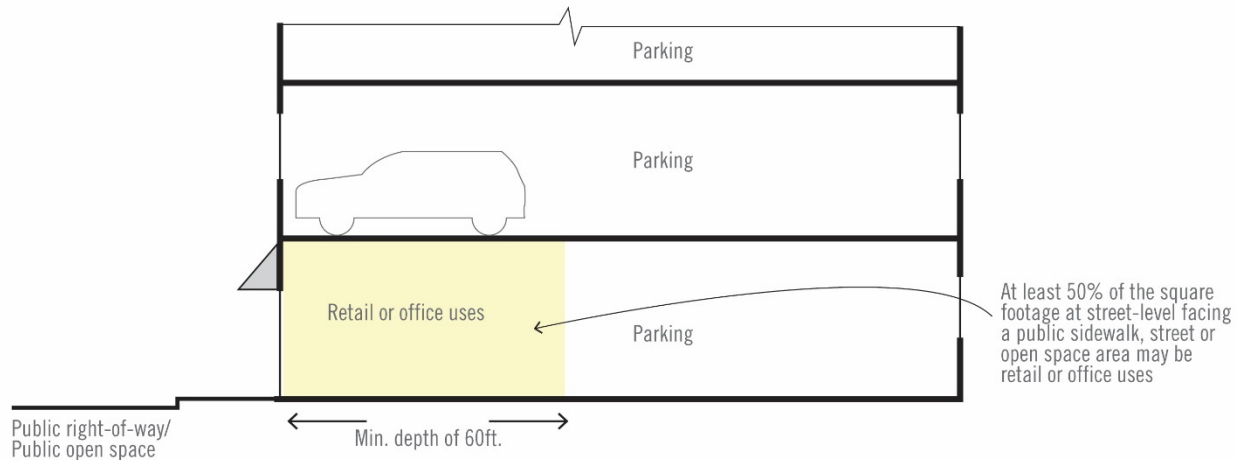 Parking
Parking
Retail or office uses
Parking
At least 50% of the square
footage at street-level facing
a public sidewalk, street or
open space area may be
retail or office uses
Public right-of-way/
Public open space
Min. depth of 60ft.